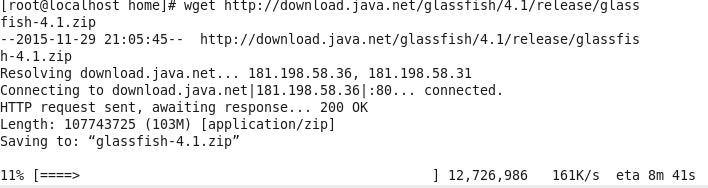 [root@localhost home]# wget http://download.java.net/glassfish/4.1/release/glass
fish-4.1.zip
--2015-11-29 21:05:45--  http://download.java.net/glassfish/4.1/release/glassfis
h-4.1.zip
Resolving download.java.net... 181.198.58.36, 181.198.58.31
Connecting to download.java.net|181.198.58.36|:80... connected.
HTTP request sent, awaiting response... 200 OK
Length: 107743725 (103M) [application/zip]
Saving to: “glassfish-4.1.zip”
11% [====>                                            ] 12,726,986   161K/s  eta 8m 41s